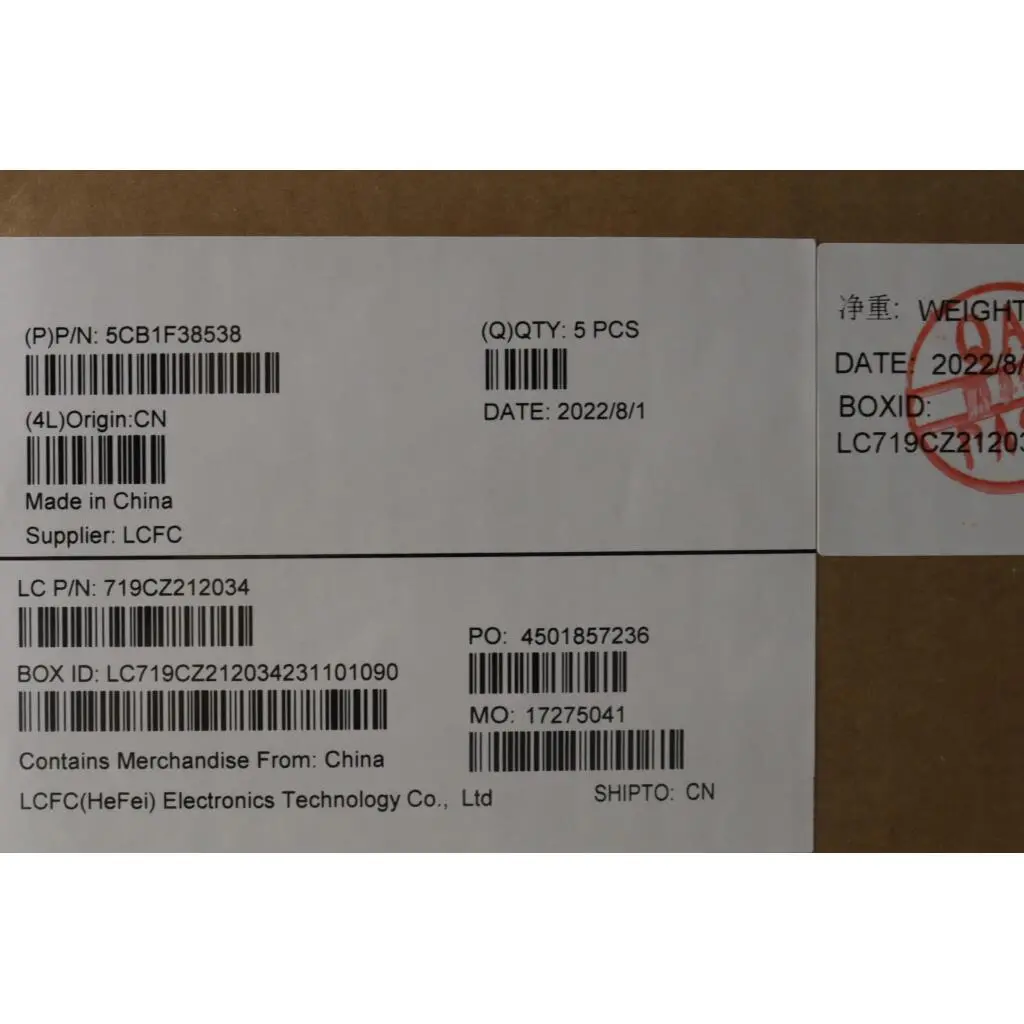 (P)P/N: 5CB1F38538
(Q)QTY: 5 PCS
(4L)Origin:CN
DATE: 2022/8/1
Made in China
Supplier: LCFC
LC P/N: 719CZ212034
PO: 4501857236
BOX ID: LC719CZ212034231101090
MO: 17275041
Contains Merchandise From: China
LCFC(HeFei) Electronics Technology Co., Ltd
SHIPTO: CN
净重: WEIGHT
DATE: 2022/8/
BOXID:
LC719CZ21203
QA